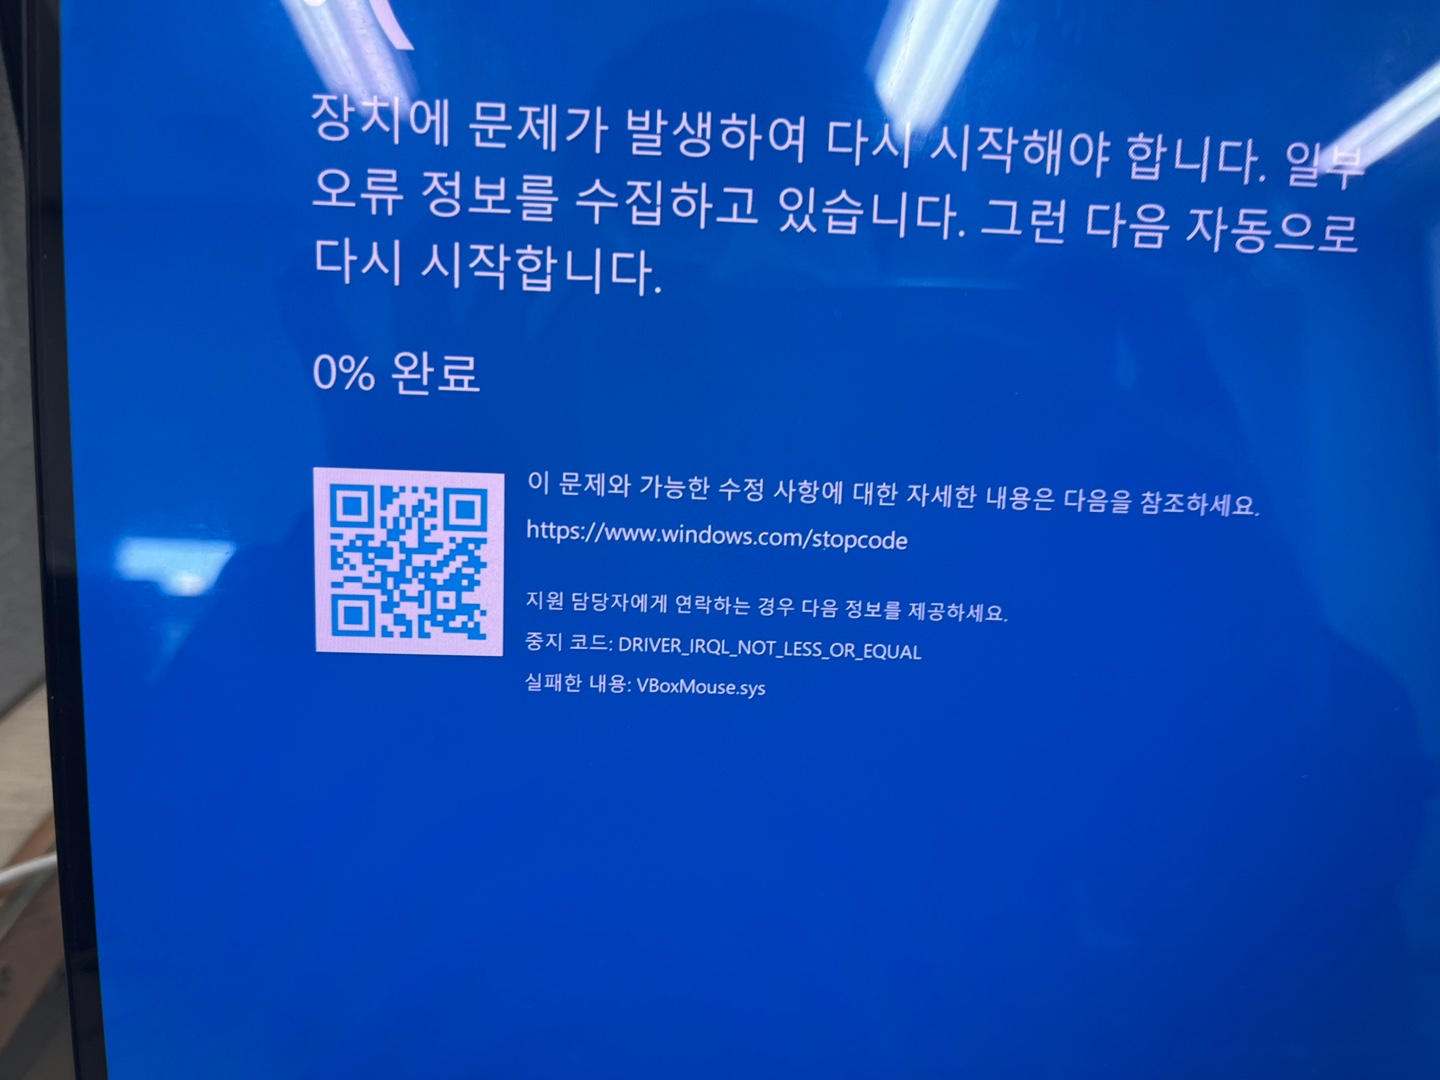 장치에 문제가 발생하여 다시 시작해야 합니다. 일부
오류 정보를 수집하고 있습니다. 그런 다음 자동으로
다시 시작합니다.
0% 완료
이 문제와 가능한 수정 사항에 대한 자세한 내용은 다음을 참조하세요.
https://www.windows.com/stopcode
지원 담당자에게 연락하는 경우 다음 정보를 제공하세요.
중지 코드: DRIVER_IRQL_NOT_LESS_OR_EQUAL
실패한 내용: VBoxMouse.sys